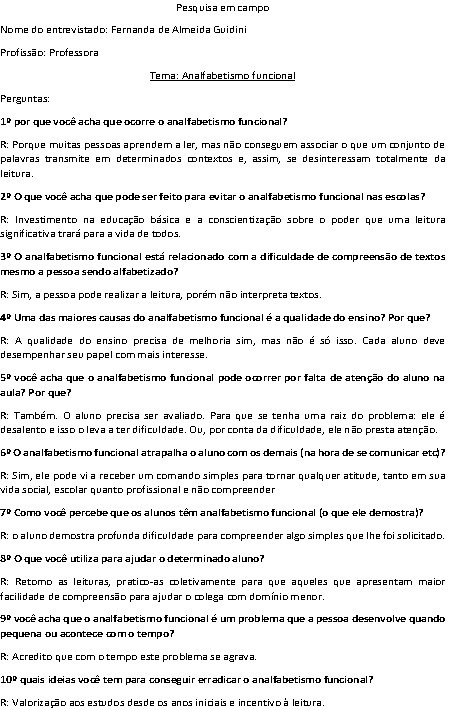 Pesquisa em campo
Nome do entrevistado: Fernanda de Almeida Guidini
Profissão: Professora
Tema: Analfabetismo funcional
Perguntas:
1º por que você acha que ocorre o analfabetismo funcional?
R: Porque muitas pessoas aprendem a ler, mas não conseguem associar o que um conjunto de
palavras transmite em determinados contextos e, assim, se desinteressam totalmente da
leitura.
2º O que você acha que pode ser feito para evitar o analfabetismo funcional nas escolas?
R: Investimento na educação básica e a conscientização sobre o poder que uma leitura
significativa trará para a vida de todos.
3º O analfabetismo funcional está relacionado com a dificuldade de compreensão de textos
mesmo a pessoa sendo alfabetizado?
R: Sim, a pessoa pode realizar a leitura, porém não interpreta textos.
4º Uma das maiores causas do analfabetismo funcional é a qualidade do ensino? Por que?
R: A qualidade do ensino precisa de melhoria sim, mas não é só isso. Cada aluno deve
desempenhar seu papel com mais interesse.
5º você acha que o analfabetismo funcional pode ocorrer por falta de atenção do aluno na
aula? Por que?
R: Também. O aluno precisa ser avaliado. Para que se tenha uma raiz do problema: ele é
desalento e isso o leva a ter dificuldade. Ou, por conta da dificuldade, ele não presta atenção.
6º O analfabetismo funcional atrapalha o aluno com os demais (na hora de se comunicar etc)?
R: Sim, ele pode vi a receber um comando simples para tornar qualquer atitude, tanto em sua
vida social, escolar quanto profissional e não compreender
7º Como você percebe que os alunos têm analfabetismo funcional (o que ele demostra)?
R: o aluno demostra profunda dificuldade para compreender algo simples que lhe foi solicitado.
8º O que você utiliza para ajudar o determinado aluno?
R: Retomo as leituras, pratico-as coletivamente para que aqueles que apresentam maior
facilidade de compreensão para ajudar o colega com domínio menor.
9º você acha que o analfabetismo funcional é um problema que a pessoa desenvolve quando
pequena ou acontece com o tempo?
R: Acredito que com o tempo este problema se agrava.
10º quais ideias você tem para conseguir erradicar o analfabetismo funcional?
R: Valorização aos estudos desde os anos iniciais e incentivo à leitura.